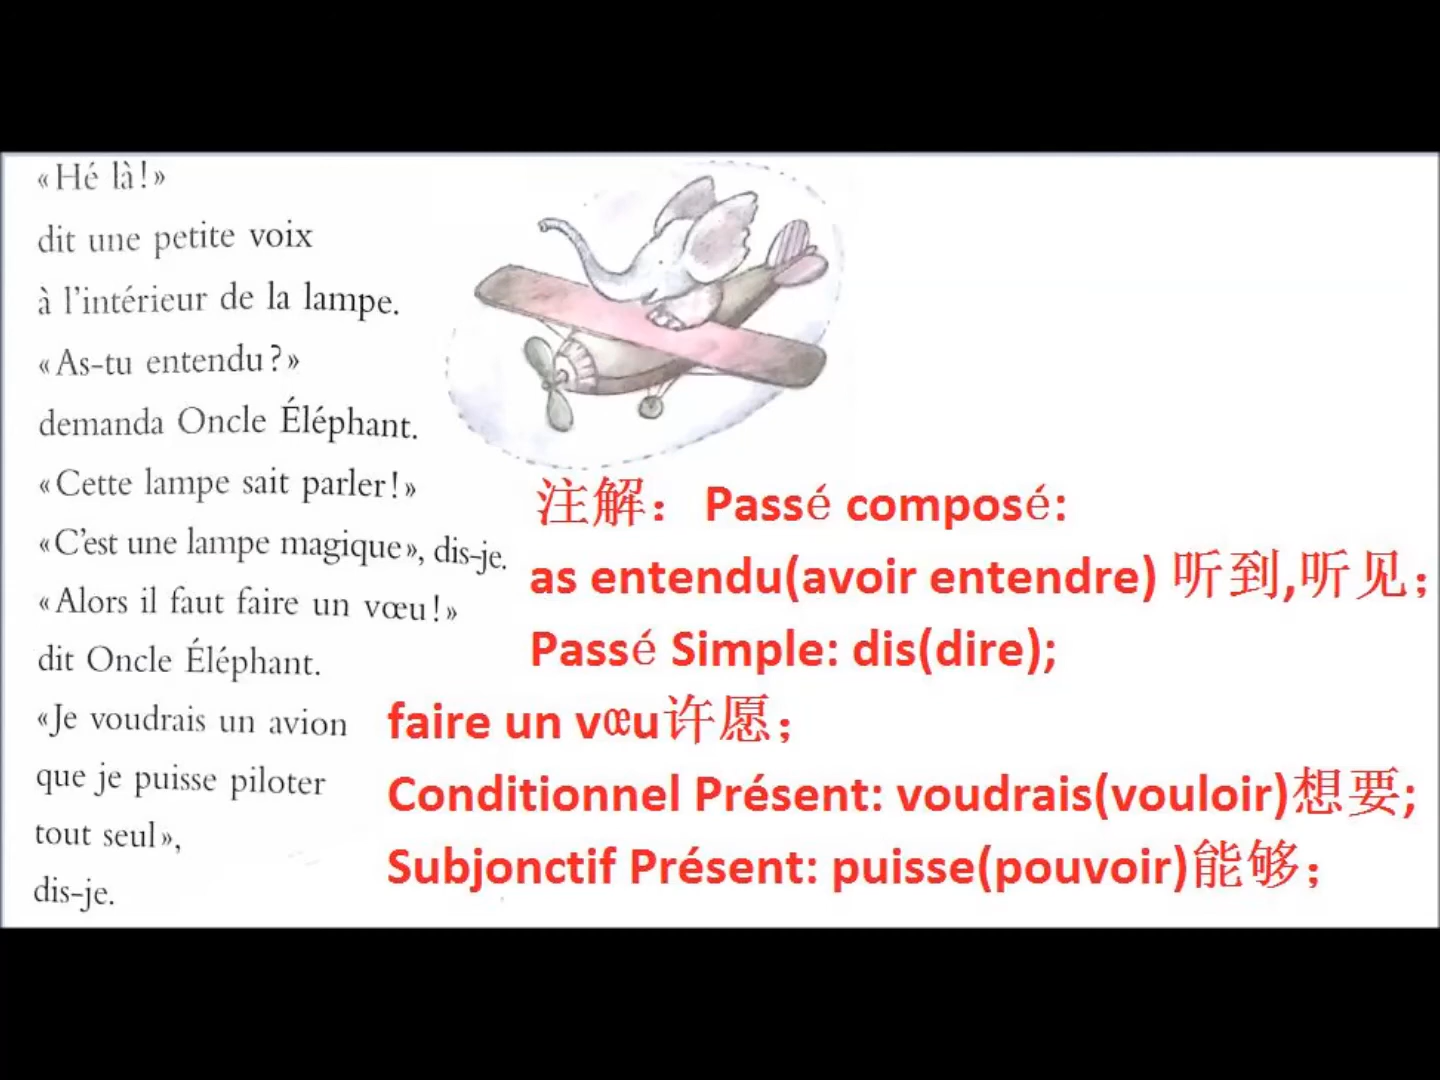 «Hé là!»
dit une petite voix
à l'intérieur de la lampe.
«As-tu entendu?»
demanda Oncle Éléphant.
«Cette lampe sait parler!»
«C'est une lampe magique», dis-je.
«Alors il faut faire un vœu!»
dit Oncle Éléphant.
«Je voudrais un avion
que je puisse piloter
tout seul»,
dis-je.
注解： Passé composé:
as entendu(avoir entendre) 听到,听见；
Passé Simple: dis(dire);
faire un vœu许愿；
Conditionnel Présent: voudrais(vouloir)想要;
Subjonctif Présent: puisse(pouvoir)能够；